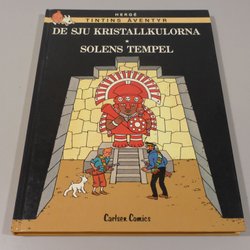 HERGÉ
TINTINS ÄVENTYR
DE SJU KRISTALLKULORNA
SOLENS TEMPEL
Carlsen Comics